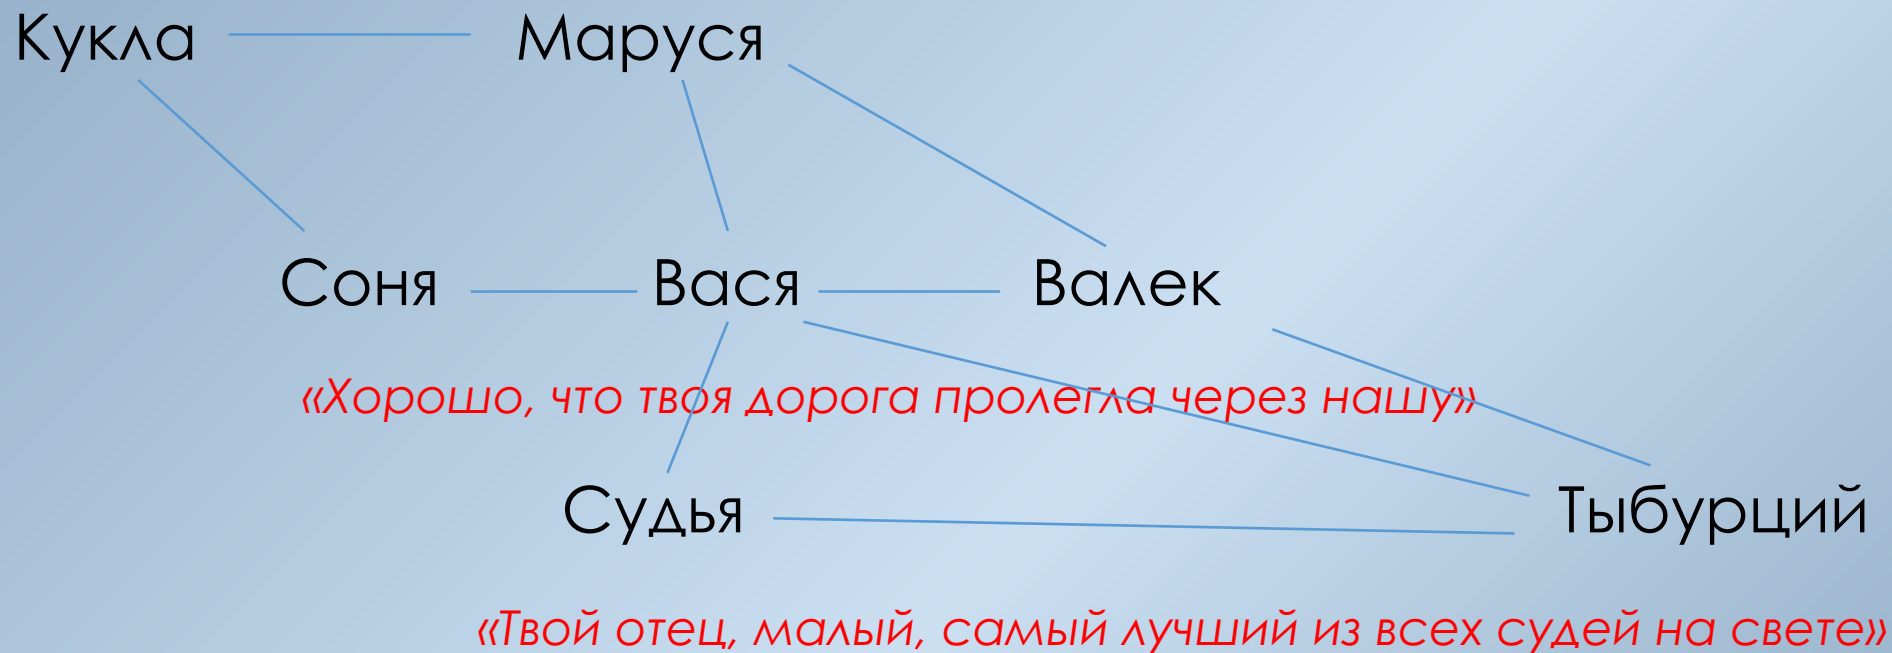 Кукла Маруся
Соня Вася Валек
«Хорошо, что твоя дорога пролегла через нашу»
Судья Тыбурций
«Твой отец, малый, самый лучший из всех судей на свете»